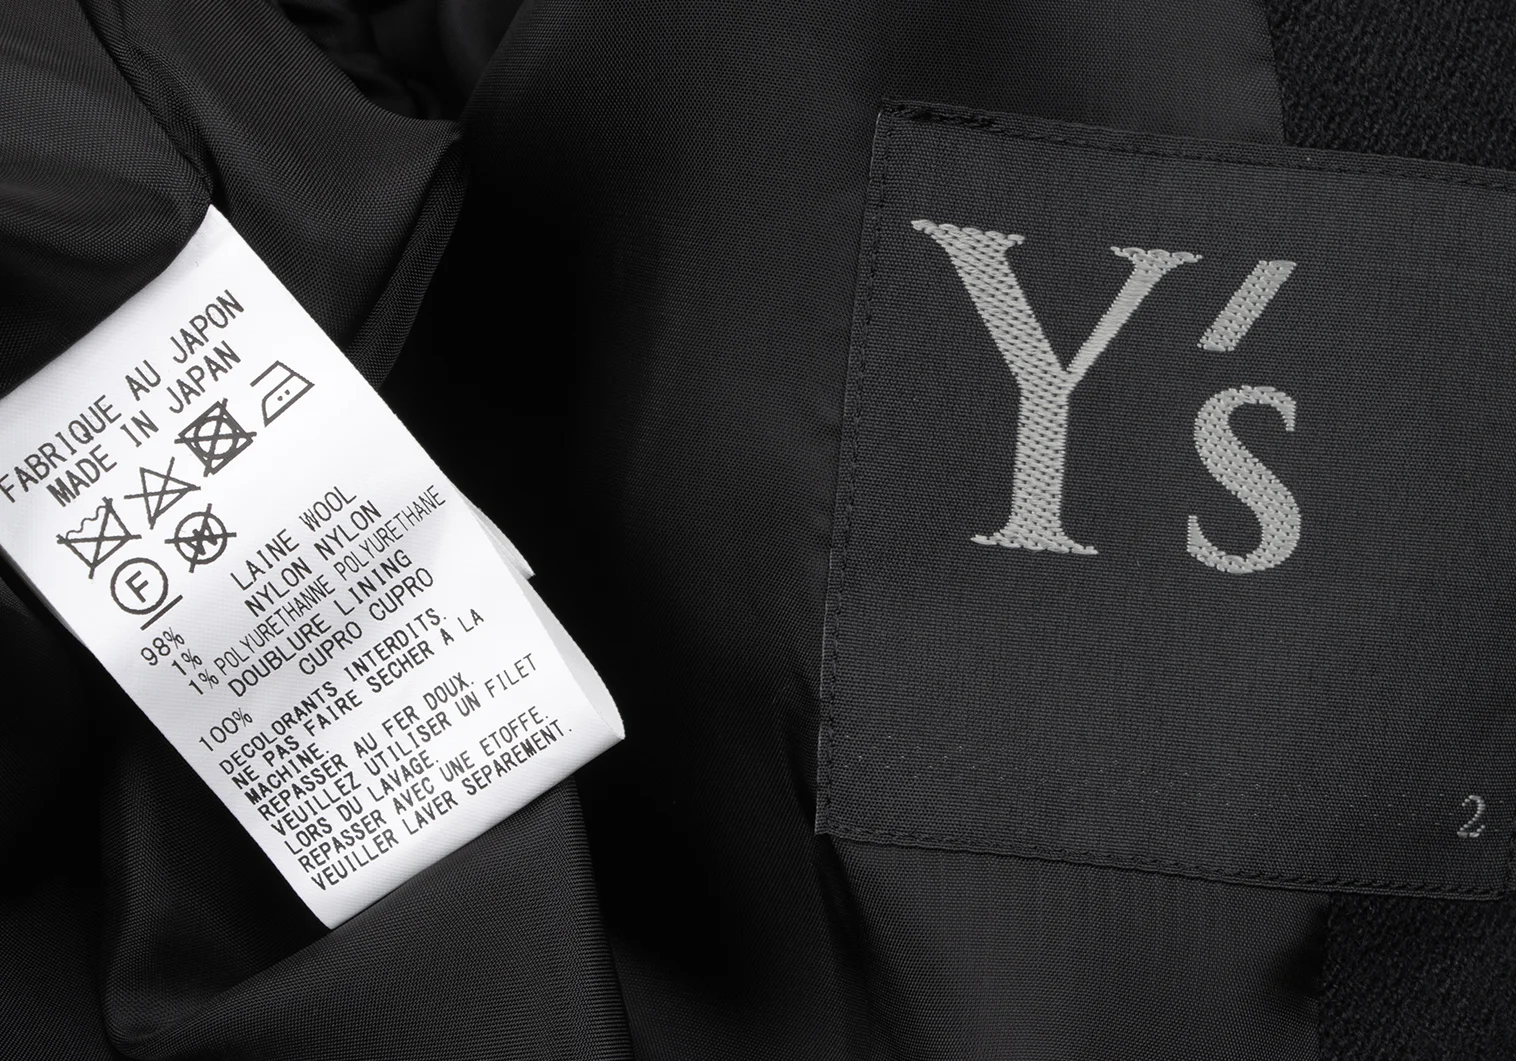 FABRIQUE AU JAPON
MADE IN JAPAN
F
W
98% LAINE WOOL
1% NYLON NYLON
1% POLYURETHANNE POLYURETHANE
DOUBLURE LINING
100% CUPRO CUPRO
DECOLORANTS INTERDITS.
NE PAS FAIRE SECHER A LA
MACHINE.
REPASSER AU FER DOUX.
VEUILLEZ UTILISER UN FILET
LORS DU LAVAGE.
REPASSER AVEC UNE ETOFFE.
VEUILLER LAVER SEPAREMENT.
Y's
2